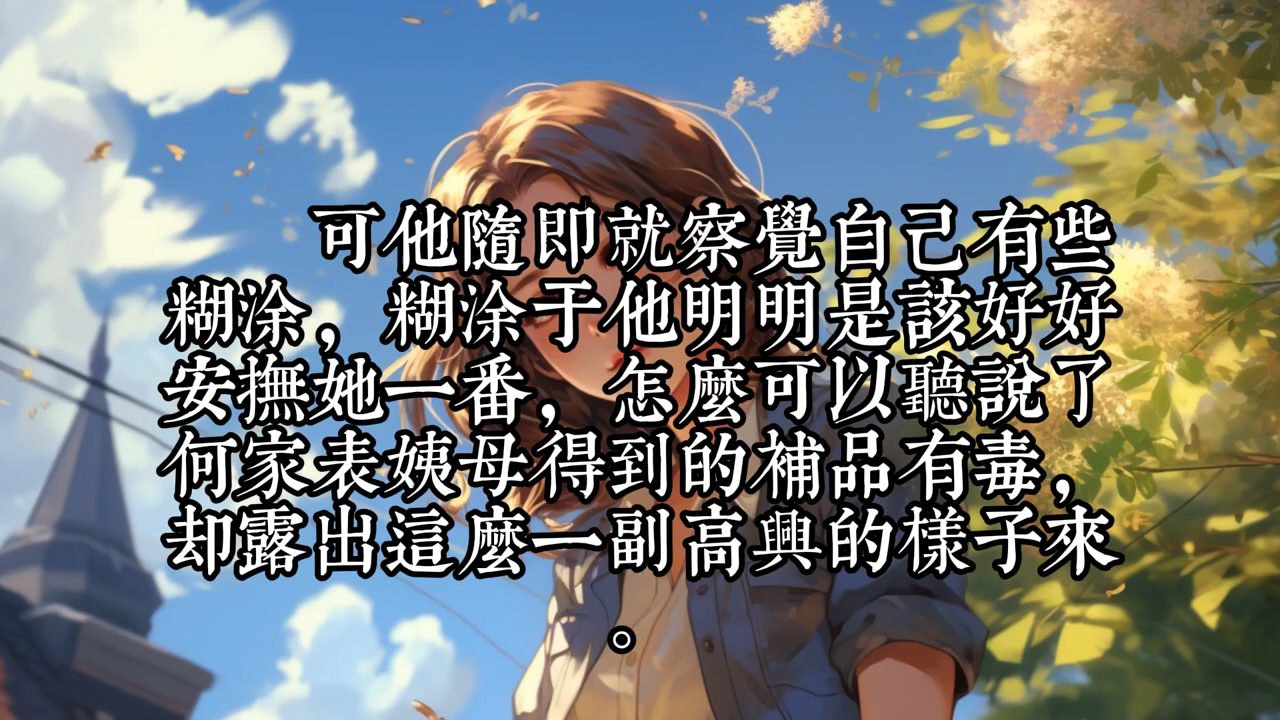 可他隨即就察覺自己有些
糊涂，糊涂于他明明是該好好
安撫她一番，怎麼可以聽說了
何家表姨母得到的補品有毒，
却露出這麼一副高興的樣子來
。